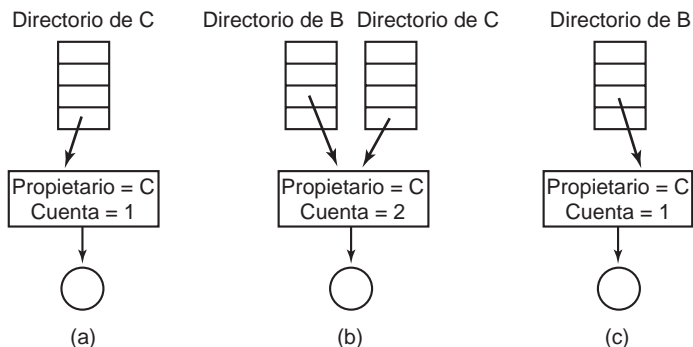 Directorio de C
Directorio de B
Directorio de C
Directorio de B
Propietario = C
Cuenta = 1
Propietario = C
Cuenta = 2
Propietario = C
Cuenta = 1
(a)
(b)
(c)